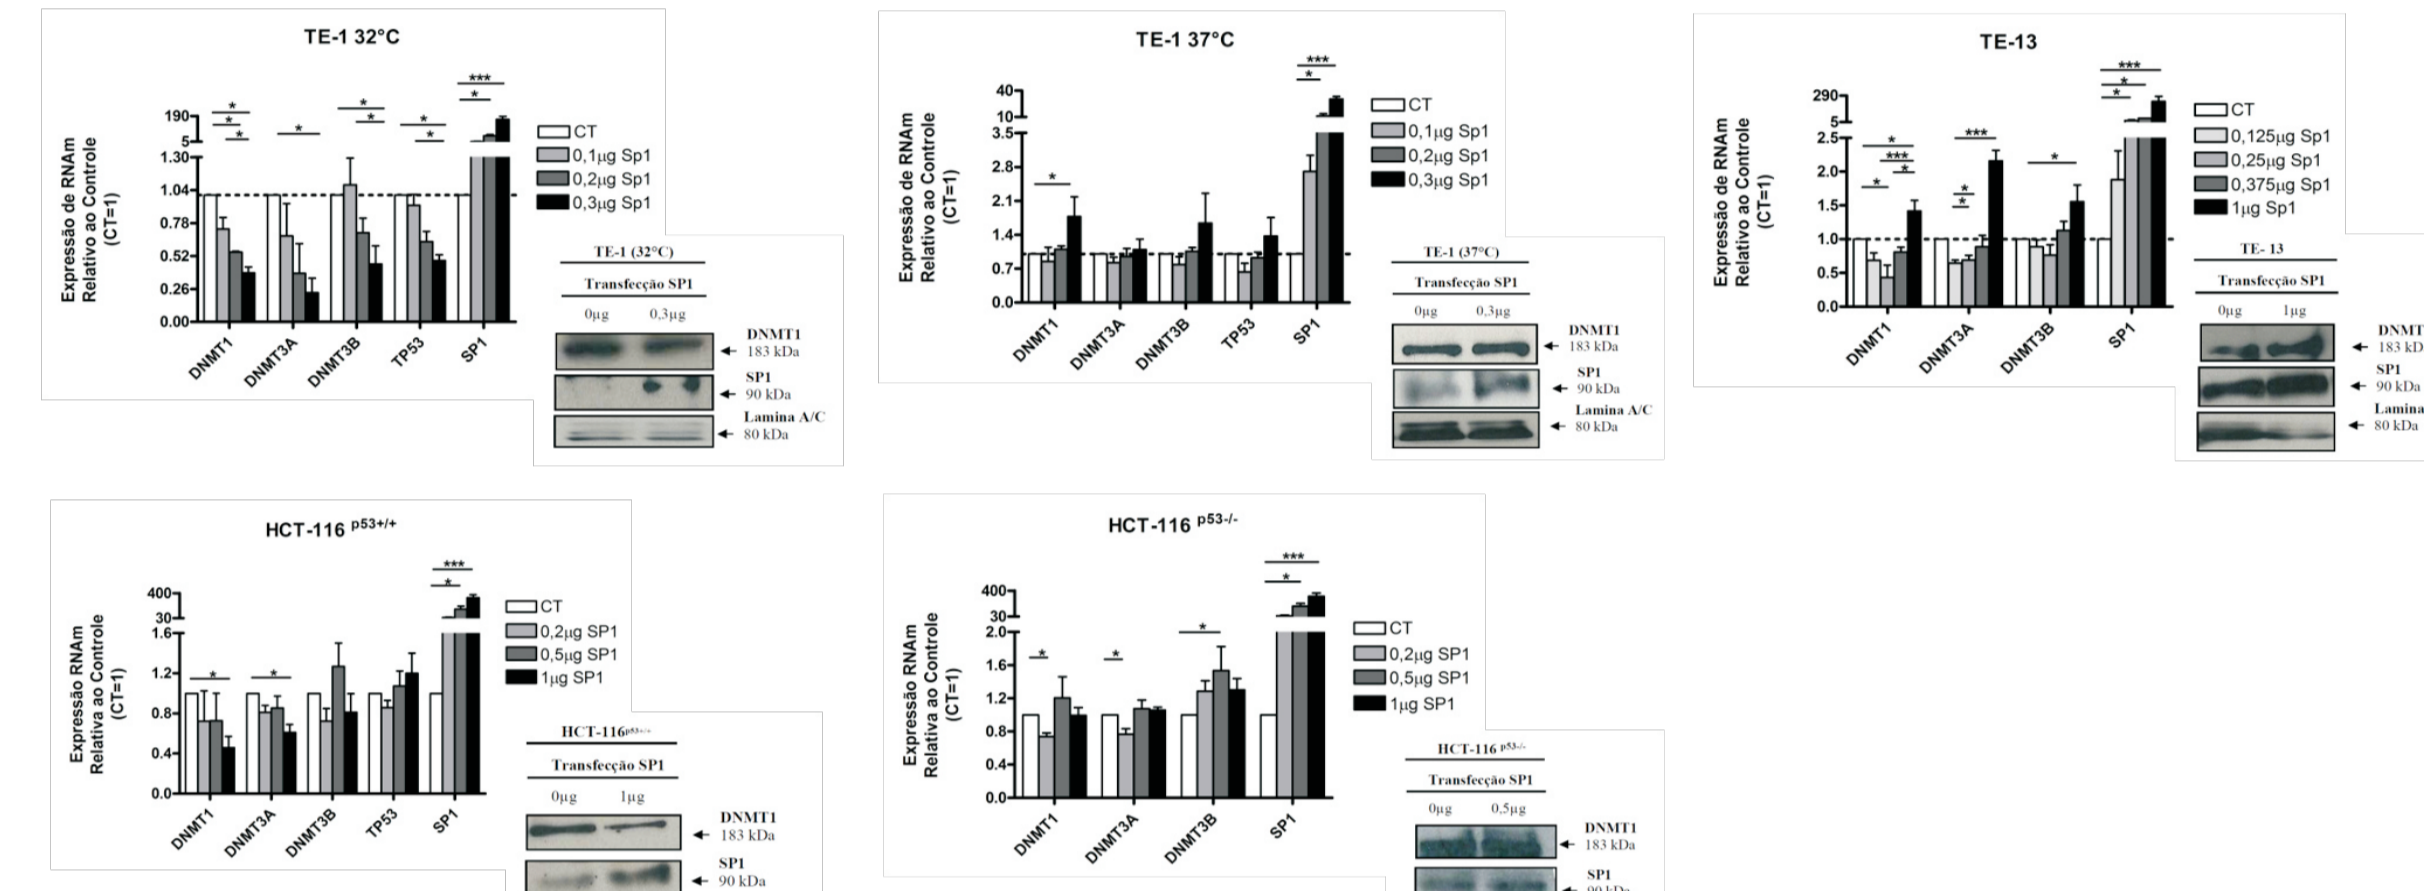 TE-1 32°C
Expressão de RNAm
Relativo ao Controle
(CT=1)
190
5
1.30
1.04
0.78
0.52
0.26
0.00
*
*
*
*
*
*
*
*
***
*
DNMT1
DNMT3A
DNMT3B
TP53
SP1
CT
0,1µg Sp1
0,2µg Sp1
0,3µg Sp1
TE-1 (32°C)
Transfecção SP1
0µg 0,3µg
DNMT1
183 kDa
SP1
90 kDa
Lamina A/C
80 kDa
TE-1 37°C
Expressão de RNAm
Relativo ao Controle
(CT=1)
40
10
3.5
2.8
2.1
1.4
0.7
0.0
*
***
*
DNMT1
DNMT3A
DNMT3B
TP53
SP1
CT
0,1µg Sp1
0,2µg Sp1
0,3µg Sp1
TE-1 (37°C)
Transfecção SP1
0µg 0,3µg
DNMT1
183 kDa
SP1
90 kDa
Lamina A/C
80 kDa
TE-13
Expressão de RNAm
Relativo ao Controle
(CT=1)
290
5
2.5
2.0
1.5
1.0
0.5
0.0
*
***
*
*
***
*
*
*
***
*
*
DNMT1
DNMT3A
DNMT3B
SP1
CT
0,125µg Sp1
0,25µg Sp1
0,375µg Sp1
1µg Sp1
TE- 13
Transfecção SP1
0µg 1µg
DNMT
183 kD
SP1
90 kDa
Lamina
80 kDa
HCT-116 p53+/+
Expressão RNAm
Relativa ao Controle
(CT=1)
400
30
1.6
1.2
0.8
0.4
0.0
*
*
***
*
DNMT1
DNMT3A
DNMT3B
TP53
SP1
CT
0,2µg SP1
0,5µg SP1
1µg SP1
HCT-116p53+/+
Transfecção SP1
0µg 1µg
DNMT1
183 kDa
SP1
90 kDa
HCT-116 p53-/-
Expressão RNAm
Relativa ao Controle
(CT=1)
400
30
2.0
1.6
1.2
0.8
0.4
0.0
*
*
*
***
*
DNMT1
DNMT3A
DNMT3B
SP1
CT
0,2µg SP1
0,5µg SP1
1µg SP1
HCT-116 p53-/-
Transfecção SP1
0µg 0,5µg
DNMT1
183 kDa
SP1
90 kDa